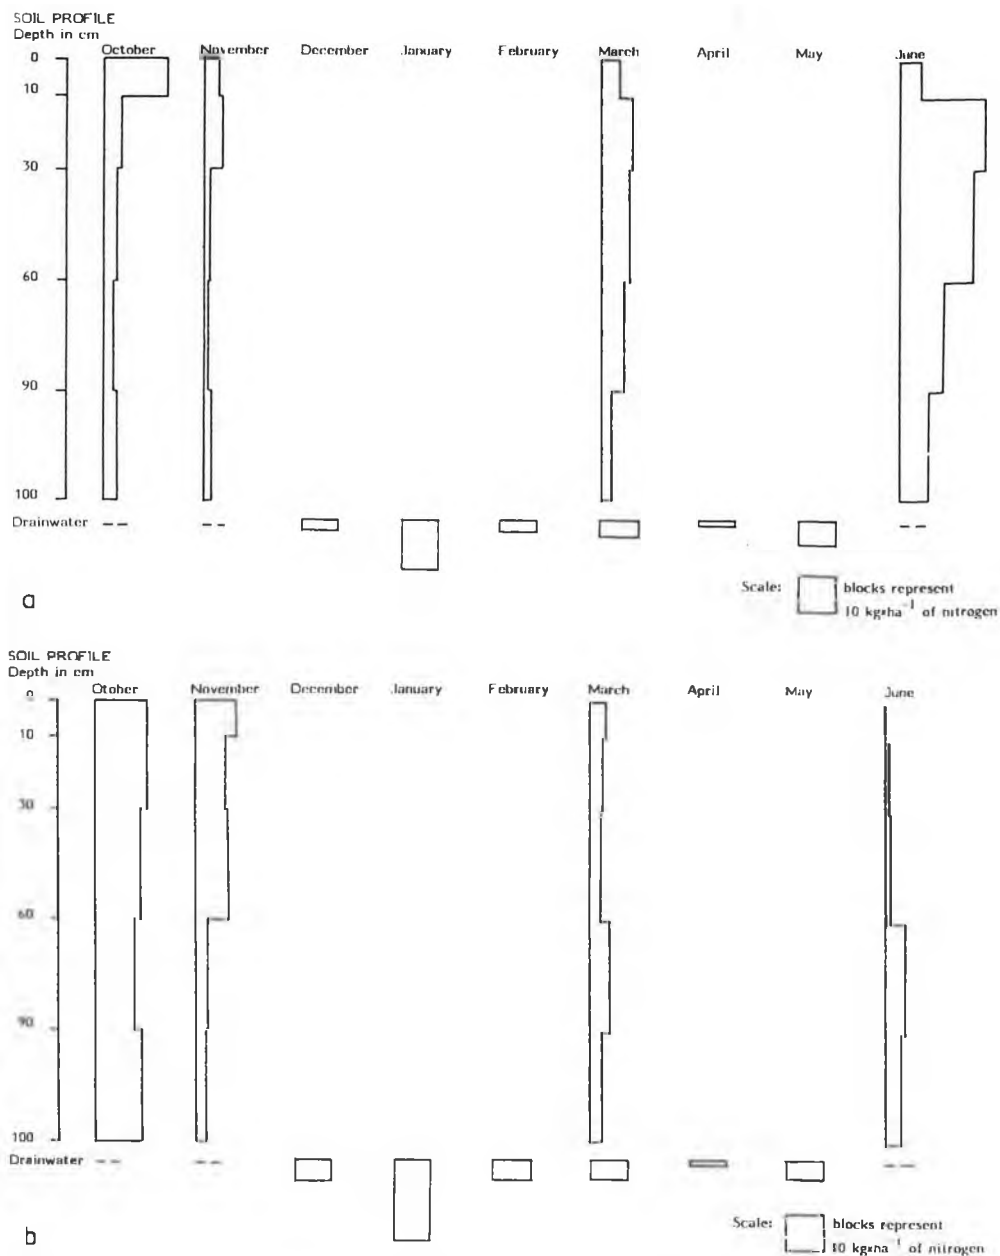 SOIL PROFILE
Depth in cm
October November December January February March April May June
0
10
30
60
90
100
Drainwater
Scale: blocks represent
10 kg*ha⁻¹ of nitrogen
a
SOIL PROFILE
Depth in cm
Otober November December January February March April May June
0
10
30
60
90
100
Drainwater
Scale: blocks represent
10 kg*ha⁻¹ of nitrogen
b